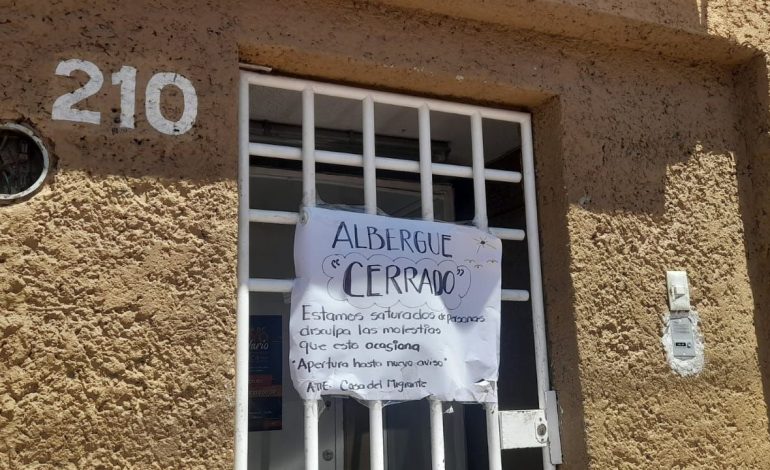 210
ALBERGUE
"CERRADO"
Estamos saturados de personas
disculpa las molestias
que esto ocasiona
"Apertura hasta nuevo aviso"
ATTE. Casa del Migrante